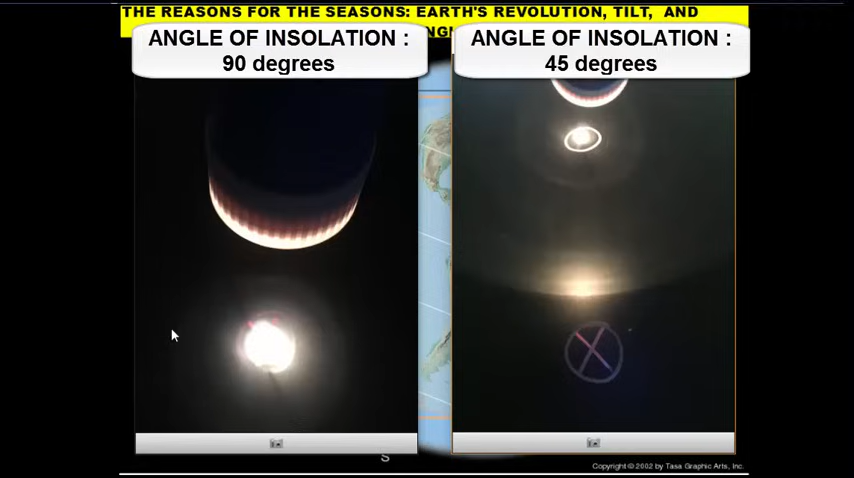 THE REASONS FOR THE SEASONS: EARTH'S REVOLUTION, TILT, AND
ANGLE OF INSOLATION :
90 degrees
ANGLE OF INSOLATION :
45 degrees
S
Copyright © 2002 by Tasa Graphic Arts, Inc.